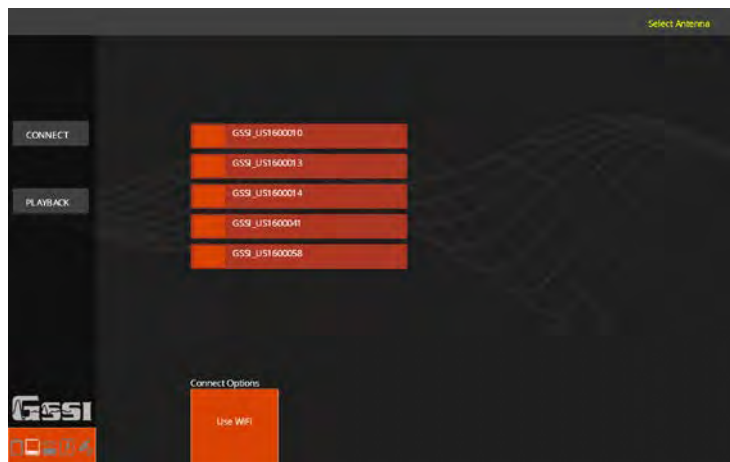 Select Antenna
CONNECT
PLAYBACK
GSSI_US1600010
GSSI_US1600013
GSSI_US1600014
GSSI_US1600041
GSSI_US1600058
Connect Options
Use WiFi
GSSI